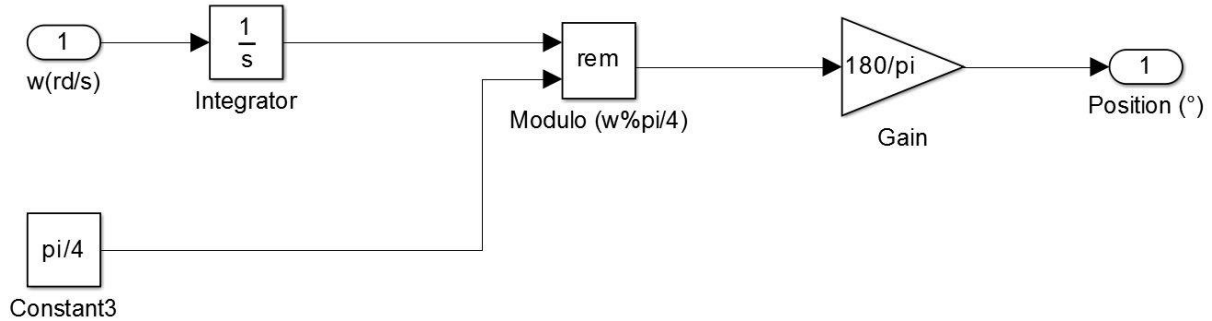 1
w(rd/s)
1
s
Integrator
rem
Modulo (w%pi/4)
180/pi
Gain
1
Position (°)
pi/4
Constant3